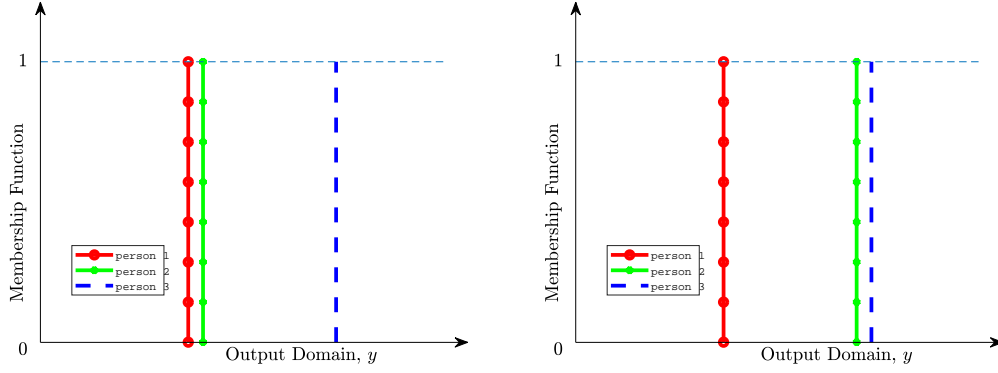 1
Membership Function
person 1
person 2
person 3
0
Output Domain, y
1
Membership Function
person 1
person 2
person 3
0
Output Domain, y